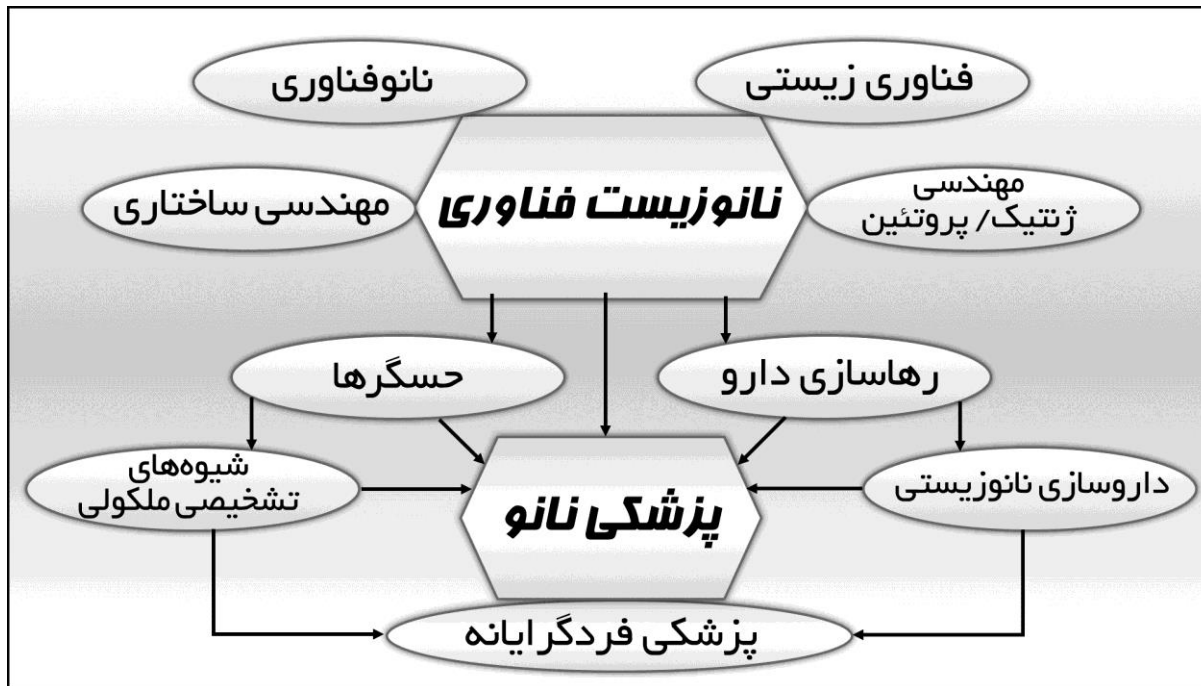 فناوری زیستی
نانوفناوری
نانوزیست فناوری
مهندسی
ژنتیک/ پروتئین
مهندسی ساختاری
رهاسازی دارو
حسگرها
داروسازی نانوزیستی
شیوه‌های
تشخیصی ملکولی
پزشکی نانو
پزشکی فردگرایانه